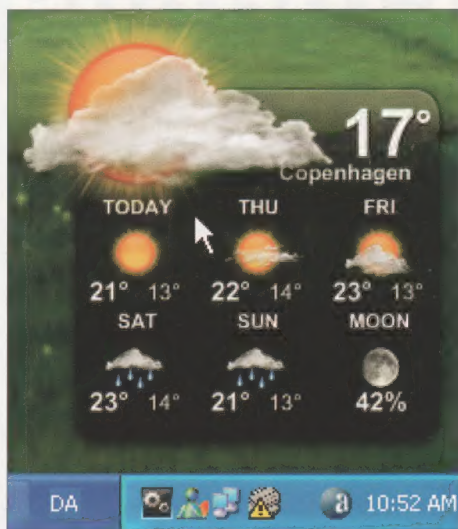 17°
Copenhagen
TODAY THU FRI
21° 13° 22° 14° 23° 13°
SAT SUN MOON
23° 14° 21° 13° 42%
DA a 10:52 AM